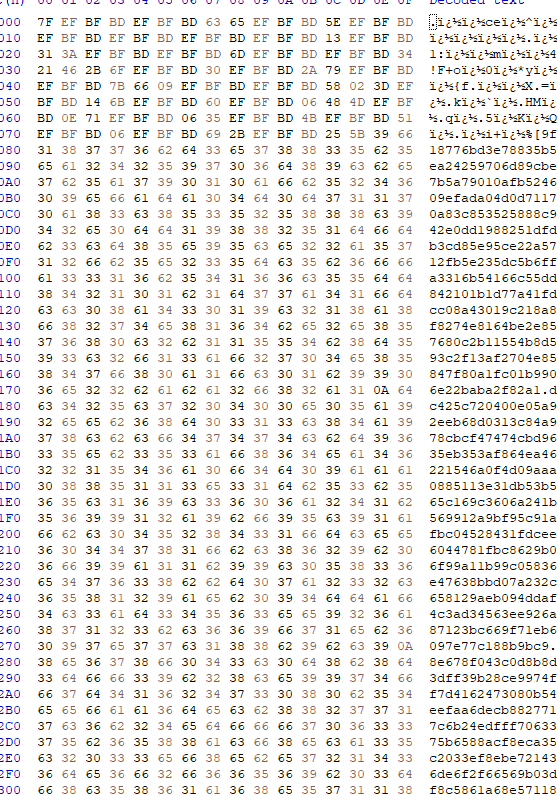 (h) 00 01 02 03 04 05 06 07 08 09 0A 0B 0C 0D 0E 0F Decoded text
000 7F EF BF BD EF BF BD 63 65 EF BF BD 5E EF BF BD .ï¿½ï¿½ceï¿½^ï¿½
010 EF BF BD EF BF BD EF BF BD 13 EF BF BD EF BF BD ï¿½ï¿½ï¿½.ï¿½ï¿½
020 31 3A EF BF BD EF BF BD 6D EF BF BD EF BF BD 34 1:ï¿½ï¿½mï¿½ï¿½4
030 21 46 2B 6F EF BF BD 30 EF BF BD 2A 79 EF BF BD !F+oï¿½0ï¿½*yï¿½
040 EF BF BD 7B 66 09 EF BF BD EF BF BD 58 02 3D EF ï¿½{f.ï¿½ï¿½X.=ï
050 BF BD 14 6B EF BF BD 60 EF BF BD 06 48 4D EF BF ¿½.kï¿½`ï¿½.HMï¿
060 BD 0E 71 EF BF BD 06 35 EF BF BD 4B EF BF BD 51 ½.qï¿½.5ï¿½Kï¿½Q
070 EF BF BD 06 EF BF BD 69 2B EF BF BD 25 5B 39 66 ï¿½.ï¿½i+ï¿½%[9f
080 31 38 37 37 36 62 64 33 65 37 38 38 33 35 62 35 18776bd3e78835b5
090 65 61 32 34 32 35 39 37 30 36 64 38 39 63 62 65 ea24259706d89cbe
0A0 37 62 35 61 37 39 30 31 30 61 66 62 35 32 34 36 7b5a79010afb5246
0B0 30 39 65 66 61 64 61 30 34 64 30 64 37 31 31 37 09efada04d0d7117
0C0 30 61 38 33 63 38 35 33 35 32 35 38 38 38 63 39 0a83c853525888c9
0D0 34 32 65 30 64 64 31 39 38 38 32 35 31 64 66 64 42e0dd1988251dfd
0E0 62 33 63 64 38 35 65 39 35 63 65 32 32 61 35 37 b3cd85e95ce22a57
0F0 31 32 66 62 35 65 32 33 35 64 63 35 62 36 66 66 12fb5e235dc5b6ff
100 61 33 33 31 36 62 35 34 31 36 36 63 35 35 64 64 a3316b54166c55dd
110 38 34 32 31 30 31 62 31 64 37 37 61 34 31 66 64 842101b1d77a41fd
120 63 63 30 38 61 34 33 30 31 39 63 32 31 38 61 38 cc08a43019c218a8
130 66 38 32 37 34 65 38 31 36 34 62 65 32 65 38 35 f8274e8164be2e85
140 37 36 38 30 63 32 62 31 31 35 35 34 62 38 64 35 7680c2b11554b8d5
150 39 33 63 32 66 31 33 61 66 32 37 30 34 65 38 35 93c2f13af2704e85
160 38 34 37 66 38 30 61 31 66 63 30 31 62 39 39 30 847f80a1fc01b990
170 36 65 32 32 62 61 62 61 32 66 38 32 61 31 0A 64 6e22baba2f82a1.d
180 63 34 32 35 63 37 32 30 34 30 30 65 30 35 61 39 c425c720400e05a9
190 32 65 65 62 36 38 64 30 33 31 33 63 38 34 61 39 2eeb68d0313c84a9
1A0 37 38 63 62 63 66 34 37 34 37 34 63 62 64 39 36 78cbcf47474cbd96
1B0 33 35 65 62 33 35 33 61 66 38 36 34 65 61 34 36 35eb353af864ea46
1C0 32 32 31 35 34 36 61 30 66 34 64 30 39 61 61 61 221546a0f4d09aaa
1D0 30 38 38 35 31 31 33 65 33 31 64 62 35 33 62 35 0885113e31db53b5
1E0 36 35 63 31 36 39 63 33 36 30 36 61 32 34 31 62 65c169c3606a241b
1F0 35 36 39 39 31 32 61 39 62 66 39 35 63 39 31 61 569912a9bf95c91a
200 66 62 63 30 34 35 32 38 34 33 31 66 64 63 65 65 fbc04528431fdcee
210 36 30 34 34 37 38 31 66 62 63 38 36 32 39 62 30 6044781fbc8629b0
220 36 66 39 39 61 31 31 62 39 39 63 30 35 38 33 36 6f99a11b99c05836
230 65 34 37 36 33 38 62 62 64 30 37 61 32 33 32 63 e47638bbd07a232c
240 36 35 38 31 32 39 61 65 62 30 39 34 64 64 61 66 658129aeb094ddaf
250 34 63 33 61 64 33 34 35 36 33 65 65 39 32 36 61 4c3ad34563ee926a
260 38 37 31 32 33 62 63 36 36 39 66 37 31 65 62 36 87123bc669f71eb6
270 30 39 37 65 37 37 63 31 38 38 62 39 62 63 39 0A 097e77c188b9bc9.
280 38 65 36 37 38 66 30 34 33 63 30 64 38 62 38 64 8e678f043c0d8b8d
290 33 64 66 66 33 39 62 32 38 63 65 39 39 37 34 66 3dff39b28ce9974f
2A0 66 37 64 34 31 36 32 34 37 33 30 38 30 62 35 34 f7d4162473080b54
2B0 65 65 66 61 61 36 64 65 63 62 38 38 32 37 37 31 eefaa6decb882771
2C0 37 63 36 62 32 34 65 64 66 66 66 37 30 36 33 33 7c6b24edfff70633
2D0 37 35 62 36 35 38 38 61 63 66 38 65 63 61 33 35 75b6588acf8eca35
2E0 63 32 30 33 33 65 66 38 65 62 65 37 32 31 34 33 c2033ef8ebe72143
2F0 36 64 65 36 66 32 66 36 36 35 36 39 62 30 33 64 6de6f2f66569b03d
300 66 38 63 35 38 36 31 61 36 38 65 35 37 31 31 38 f8c5861a68e57118